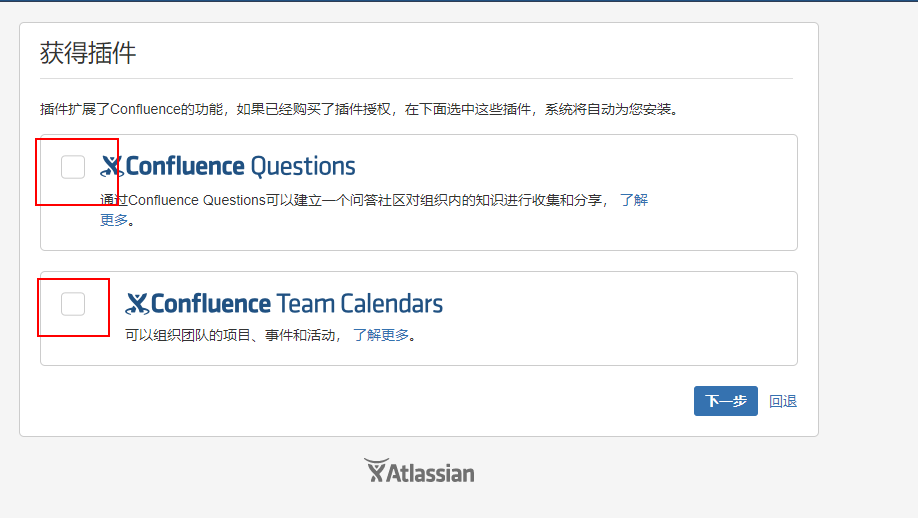 获得插件
插件扩展了Confluence的功能，如果已经购买了插件授权，在下面选中这些插件，系统将自动为您安装。
Confluence Questions
通过Confluence Questions可以建立一个问答社区对组织内的知识进行收集和分享， 了解
更多。
Confluence Team Calendars
可以组织团队的项目、事件和活动， 了解更多。
下一步 回退
Atlassian